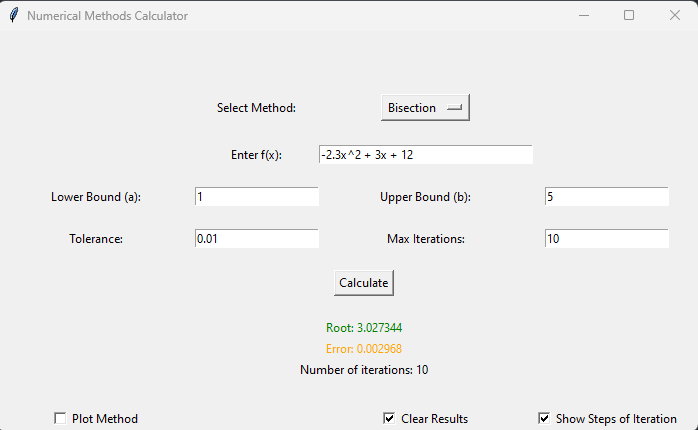 Numerical Methods Calculator
Select Method: Bisection
Enter f(x): -2.3x^2 + 3x + 12
Lower Bound (a): 1 Upper Bound (b): 5
Tolerance: 0.01 Max Iterations: 10
Calculate
Root: 3.027344
Error: 0.002968
Number of iterations: 10
Plot Method Clear Results Show Steps of Iteration